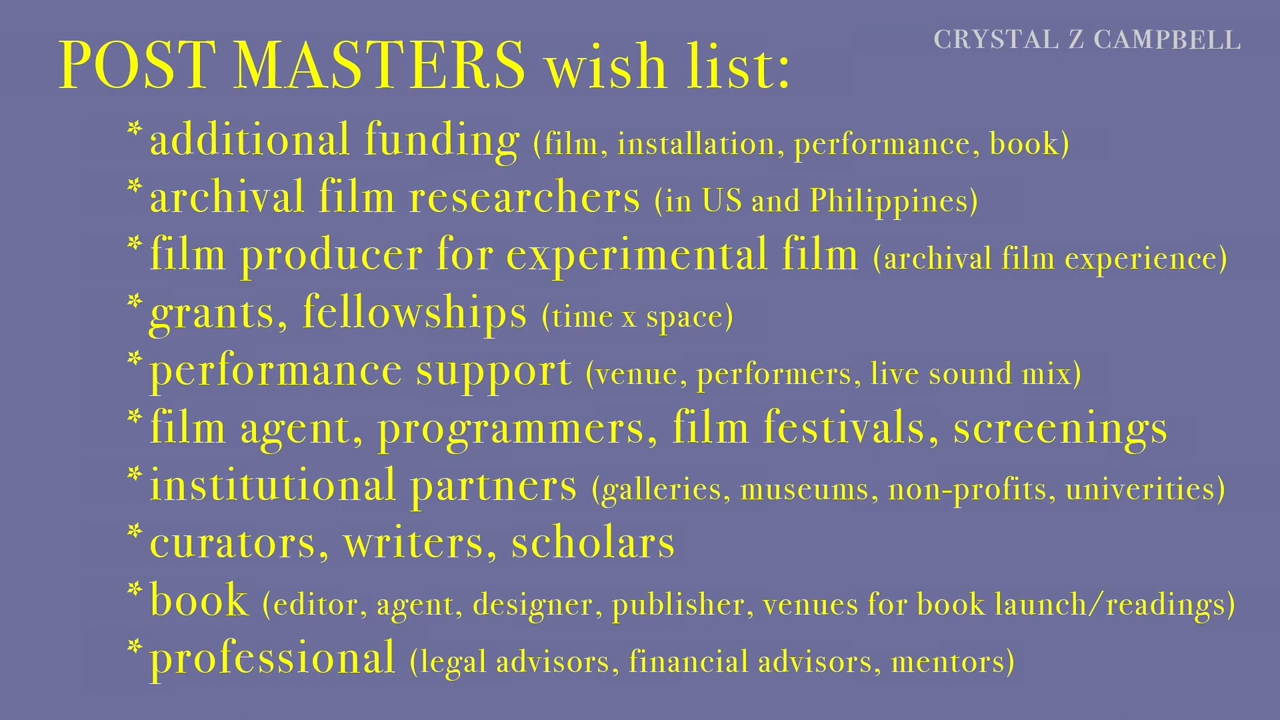 CRYSTAL Z CAMPBELL
POST MASTERS wish list:
*additional funding (film, installation, performance, book)
*archival film researchers (in US and Philippines)
*film producer for experimental film (archival film experience)
*grants, fellowships (time x space)
*performance support (venue, performers, live sound mix)
*film agent, programmers, film festivals, screenings
*institutional partners (galleries, museums, non-profits, univerities)
*curators, writers, scholars
*book (editor, agent, designer, publisher, venues for book launch/readings)
*professional (legal advisors, financial advisors, mentors)